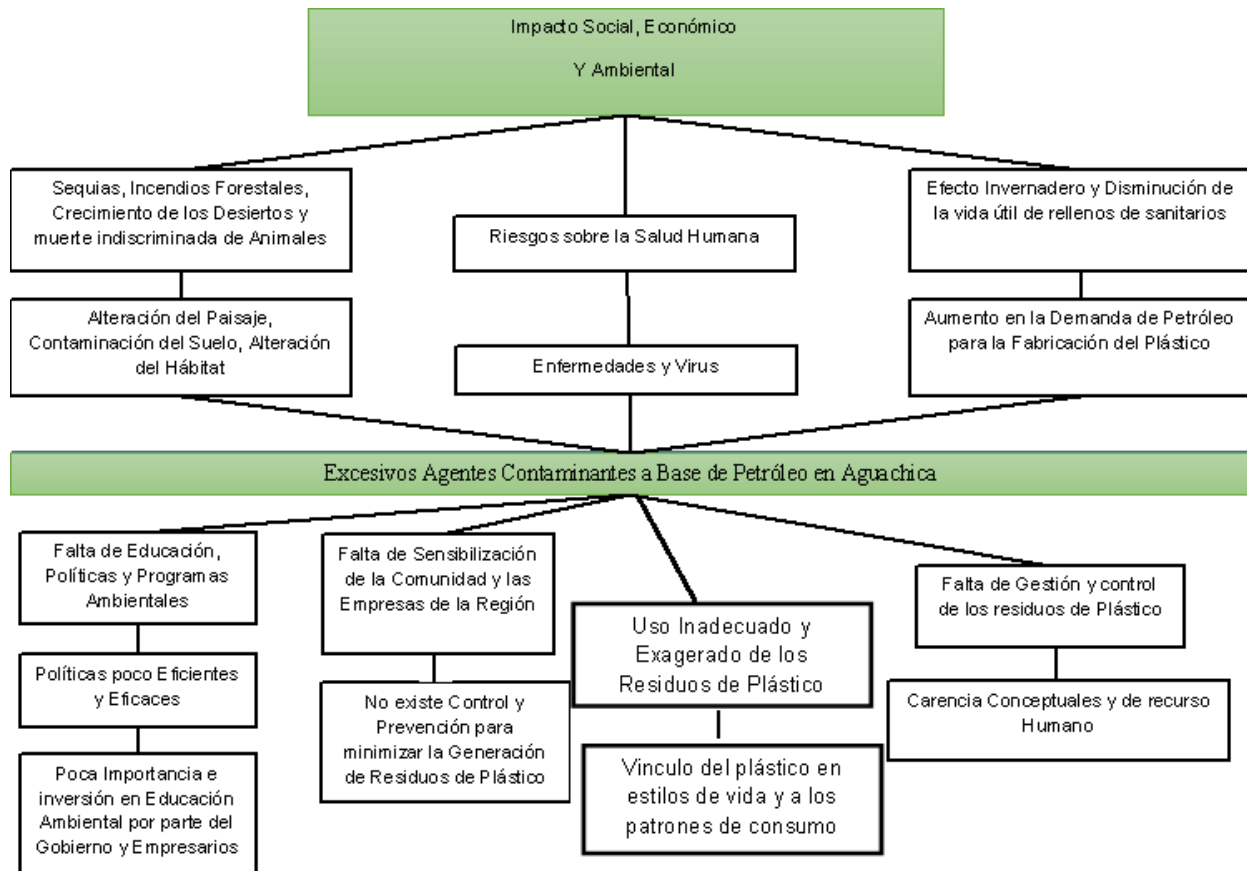 Impacto Social, Económico
Y Ambiental
Sequias, Incendios Forestales,
Crecimiento de los Desiertos y
muerte indiscriminada de Animales
Riesgos sobre la Salud Humana
Efecto Invernadero y Disminución de
la vida útil de rellenos de sanitarios
Alteración del Paisaje,
Contaminación del Suelo, Alteración
del Hábitat
Enfermedades y Virus
Aumento en la Demanda de Petróleo
para la Fabricación del Plástico
Excesivos Agentes Contaminantes a Base de Petróleo en Aguachica
Falta de Educación,
Políticas y Programas
Ambientales
Políticas poco Eficientes
y Eficaces
Poca Importancia e
inversión en Educación
Ambiental por parte del
Gobierno y Empresarios
Falta de Sensibilización
de la Comunidad y las
Empresas de la Región
No existe Control y
Prevención para
minimizar la Generación
de Residuos de Plástico
Uso Inadecuado y
Exagerado de los
Residuos de Plástico
Vinculo del plástico en
estilos de vida y a los
patrones de consumo
Falta de Gestión y control
de los residuos de Plástico
Carencia Conceptuales y de recurso
Humano